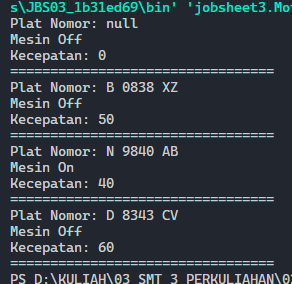 s\JBS03_1b31ed69\bin' 'jobsheet3.Mo
Plat Nomor: null
Mesin Off
Kecepatan: 0
================================
Plat Nomor: B 0838 XZ
Mesin Off
Kecepatan: 50
================================
Plat Nomor: N 9840 AB
Mesin On
Kecepatan: 40
================================
Plat Nomor: D 8343 CV
Mesin Off
Kecepatan: 60
================================
PS D:\KULIAH\03 SMT 3 PERKULIAHAN\0